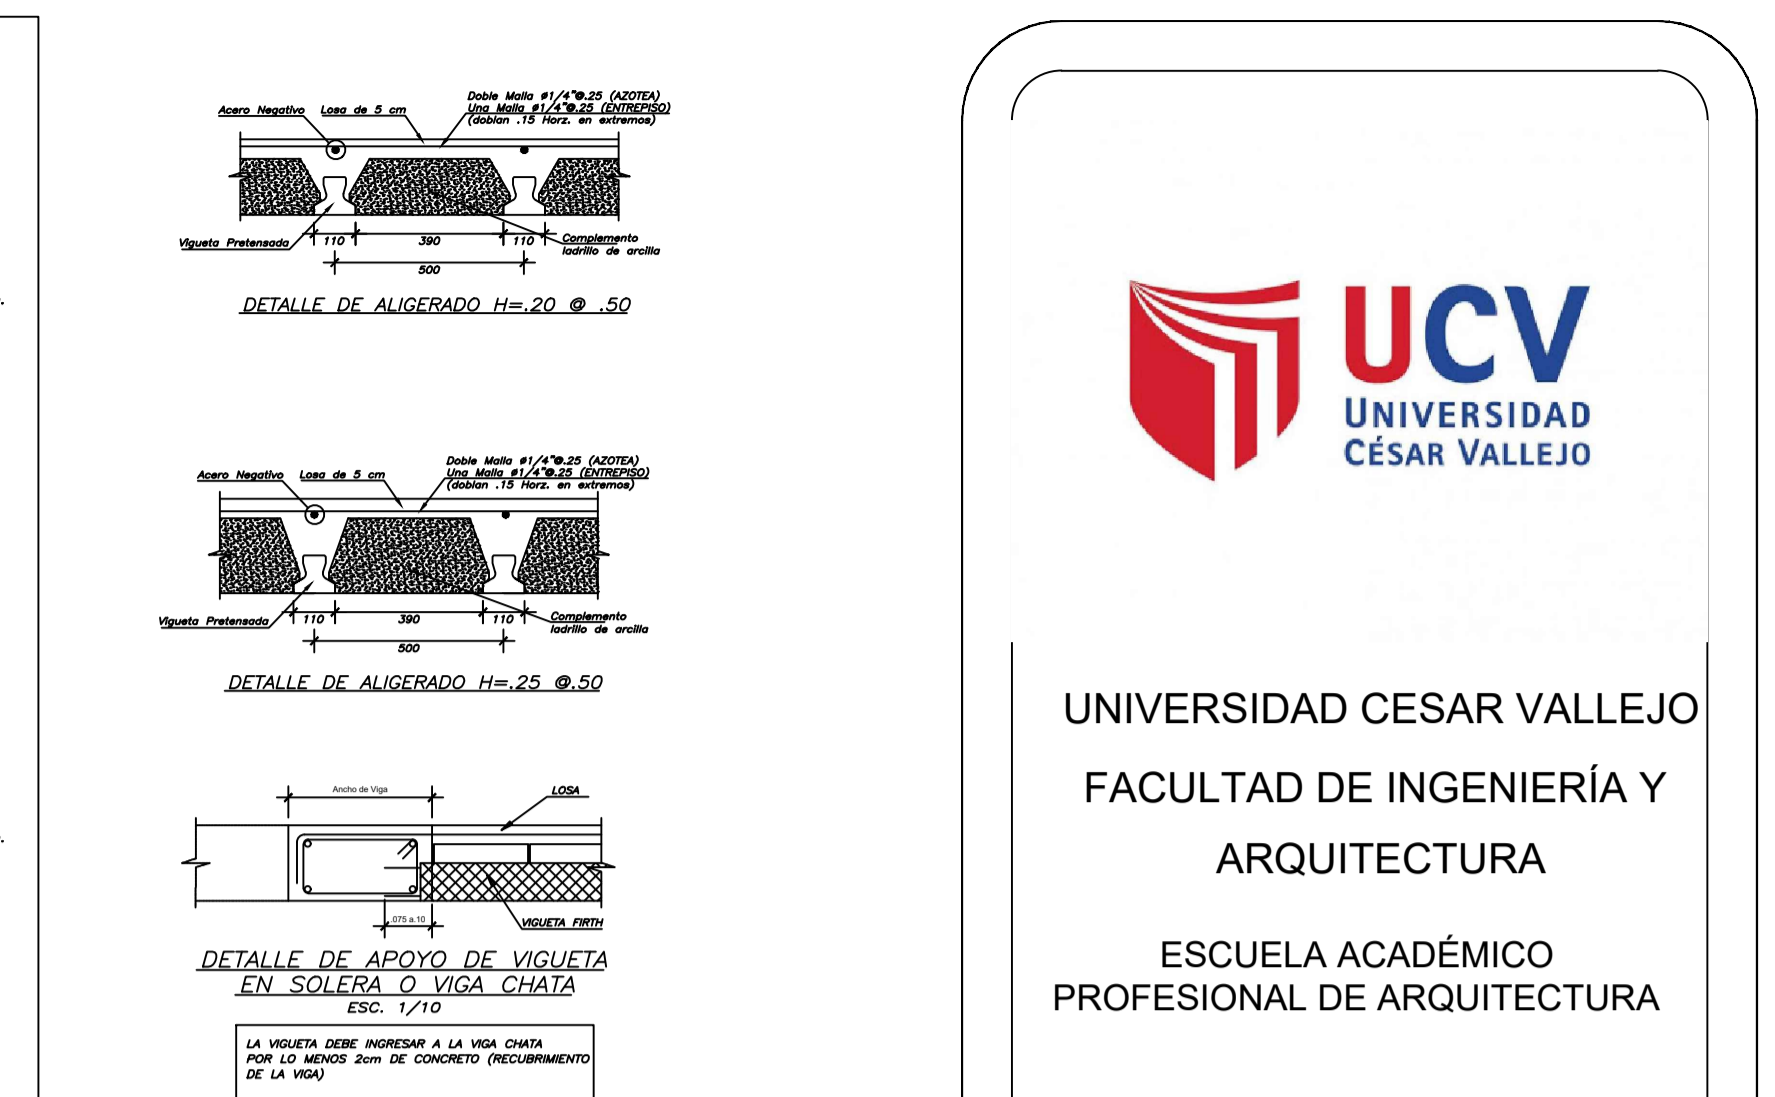 Acero Negativo
Losa de 5 cm
Doble Malla ø1/4"@.25 (AZOTEA)
Una Malla ø1/4"@.25 (ENTREPISO)
(doblan .15 Horz. en extremos)
Vigueta Pretensada
110
390
110
Complemento
ladrillo de arcilla
500
DETALLE DE ALIGERADO H=.20 @ .50
Acero Negativo
Losa de 5 cm
Doble Malla ø1/4"@.25 (AZOTEA)
Una Malla ø1/4"@.25 (ENTREPISO)
(doblan .15 Horz. en extremos)
Vigueta Pretensada
110
390
110
Complemento
ladrillo de arcilla
500
DETALLE DE ALIGERADO H=.25 @.50
Ancho de Viga
LOSA
.075 a.10
VIGUETA FIRTH
DETALLE DE APOYO DE VIGUETA
EN SOLERA O VIGA CHATA
ESC. 1/10
LA VIGUETA DEBE INGRESAR A LA VIGA CHATA
POR LO MENOS 2cm DE CONCRETO (RECUBRIMIENTO
DE LA VIGA)
UCV
UNIVERSIDAD
CÉSAR VALLEJO
UNIVERSIDAD CESAR VALLEJO
FACULTAD DE INGENIERÍA Y
ARQUITECTURA
ESCUELA ACADÉMICO
PROFESIONAL DE ARQUITECTURA